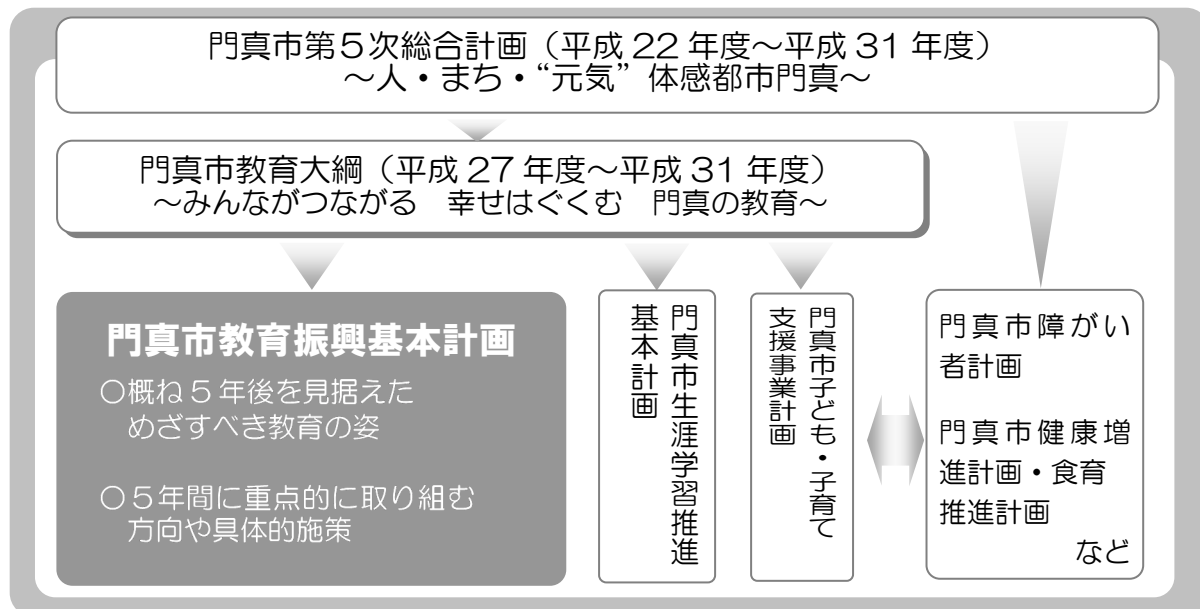 門真市第５次総合計画（平成 22 年度～平成 31 年度）
～人・まち・“元気” 体感都市門真～
門真市教育大綱（平成 27 年度～平成 31 年度）
～みんながつながる　幸せはぐくむ　門真の教育～
門真市教育振興基本計画
○概ね５年後を見据えた
めざすべき教育の姿
○５年間に重点的に取り組む
方向や具体的施策
門真市生涯学習推進
基本計画
門真市子ども・子育て
支援事業計画
門真市障がい
者計画
門真市健康増
進計画・食育
推進計画
など